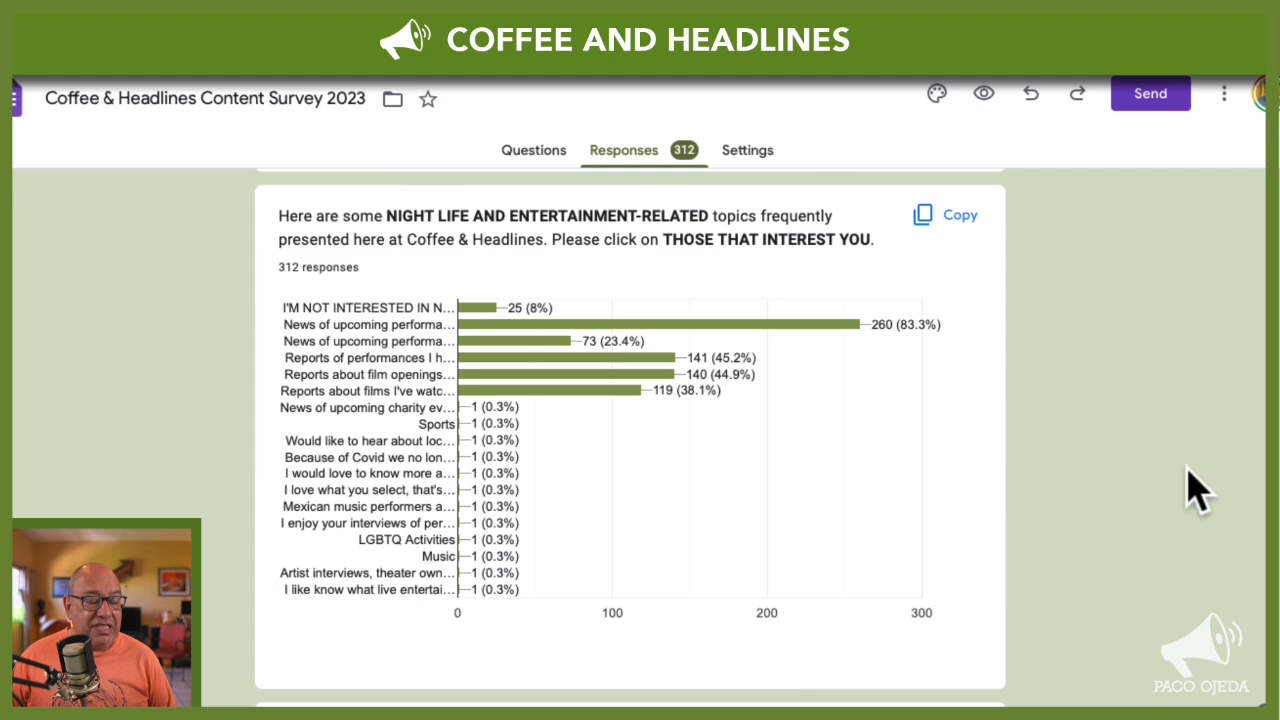 COFFEE AND HEADLINES
Coffee & Headlines Content Survey 2023
Send
Questions
Responses 312
Settings
Here are some NIGHT LIFE AND ENTERTAINMENT-RELATED topics frequently
presented here at Coffee & Headlines. Please click on THOSE THAT INTEREST YOU.
Copy
312 responses
I'M NOT INTERESTED IN N... 25 (8%)
News of upcoming performa... 260 (83.3%)
News of upcoming performa... 73 (23.4%)
Reports of performances I h... 141 (45.2%)
Reports about film openings... 140 (44.9%)
Reports about films I've watc... 119 (38.1%)
News of upcoming charity ev... 1 (0.3%)
Sports 1 (0.3%)
Would like to hear about loc... 1 (0.3%)
Because of Covid we no lon... 1 (0.3%)
I would love to know more a... 1 (0.3%)
I love what you select, that's... 1 (0.3%)
Mexican music performers a... 1 (0.3%)
I enjoy your interviews of per... 1 (0.3%)
LGBTQ Activities 1 (0.3%)
Music 1 (0.3%)
Artist interviews, theater own... 1 (0.3%)
I like know what live entertai... 1 (0.3%)
0 100 200 300
PACO OJEDA